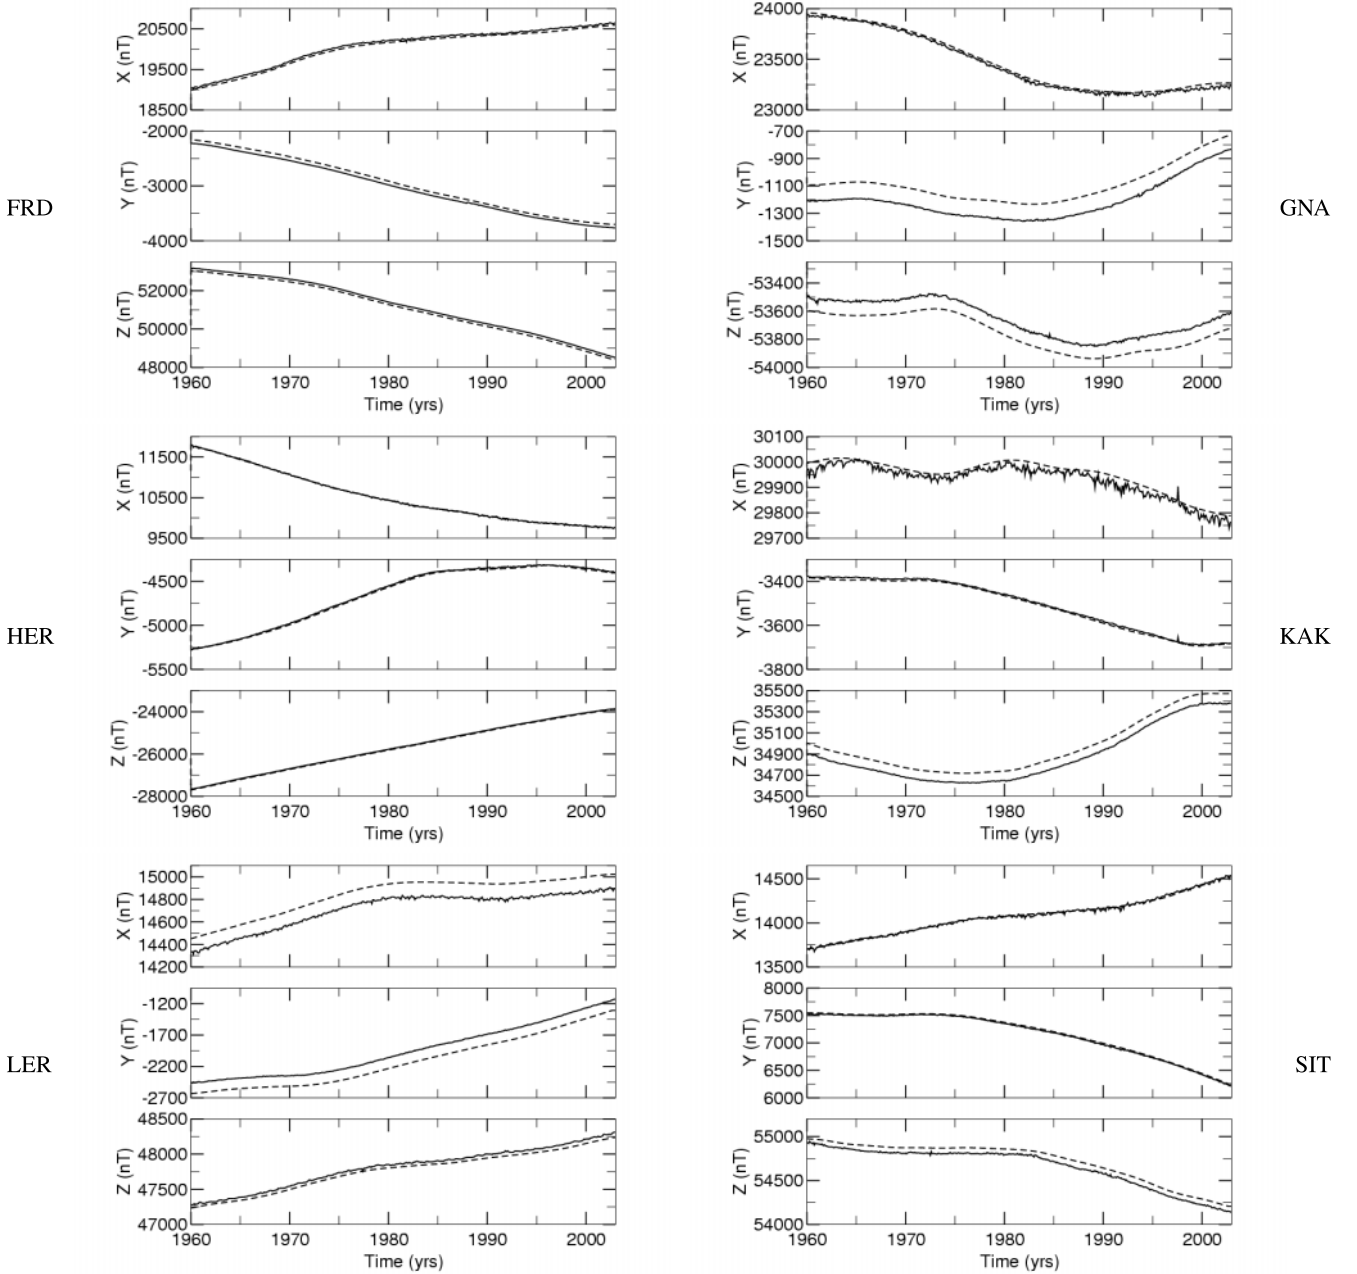 FRD
X (nT)
20500
19500
18500
Y (nT)
-2000
-3000
-4000
Z (nT)
52000
50000
48000
1960 1970 1980 1990 2000
Time (yrs)
GNA
X (nT)
24000
23500
23000
Y (nT)
-700
-900
-1100
-1300
-1500
Z (nT)
-53400
-53600
-53800
-54000
1960 1970 1980 1990 2000
Time (yrs)
HER
X (nT)
11500
10500
9500
Y (nT)
-4500
-5000
-5500
Z (nT)
-24000
-26000
-28000
1960 1970 1980 1990 2000
Time (yrs)
KAK
X (nT)
30100
30000
29900
29800
29700
Y (nT)
-3400
-3600
-3800
Z (nT)
35500
35300
35100
34900
34700
34500
1960 1970 1980 1990 2000
Time (yrs)
LER
X (nT)
15000
14800
14600
14400
14200
Y (nT)
-1200
-1700
-2200
-2700
Z (nT)
48500
48000
47500
47000
1960 1970 1980 1990 2000
Time (yrs)
SIT
X (nT)
14500
14000
13500
Y (nT)
8000
7500
7000
6500
6000
Z (nT)
55000
54500
54000
1960 1970 1980 1990 2000
Time (yrs)